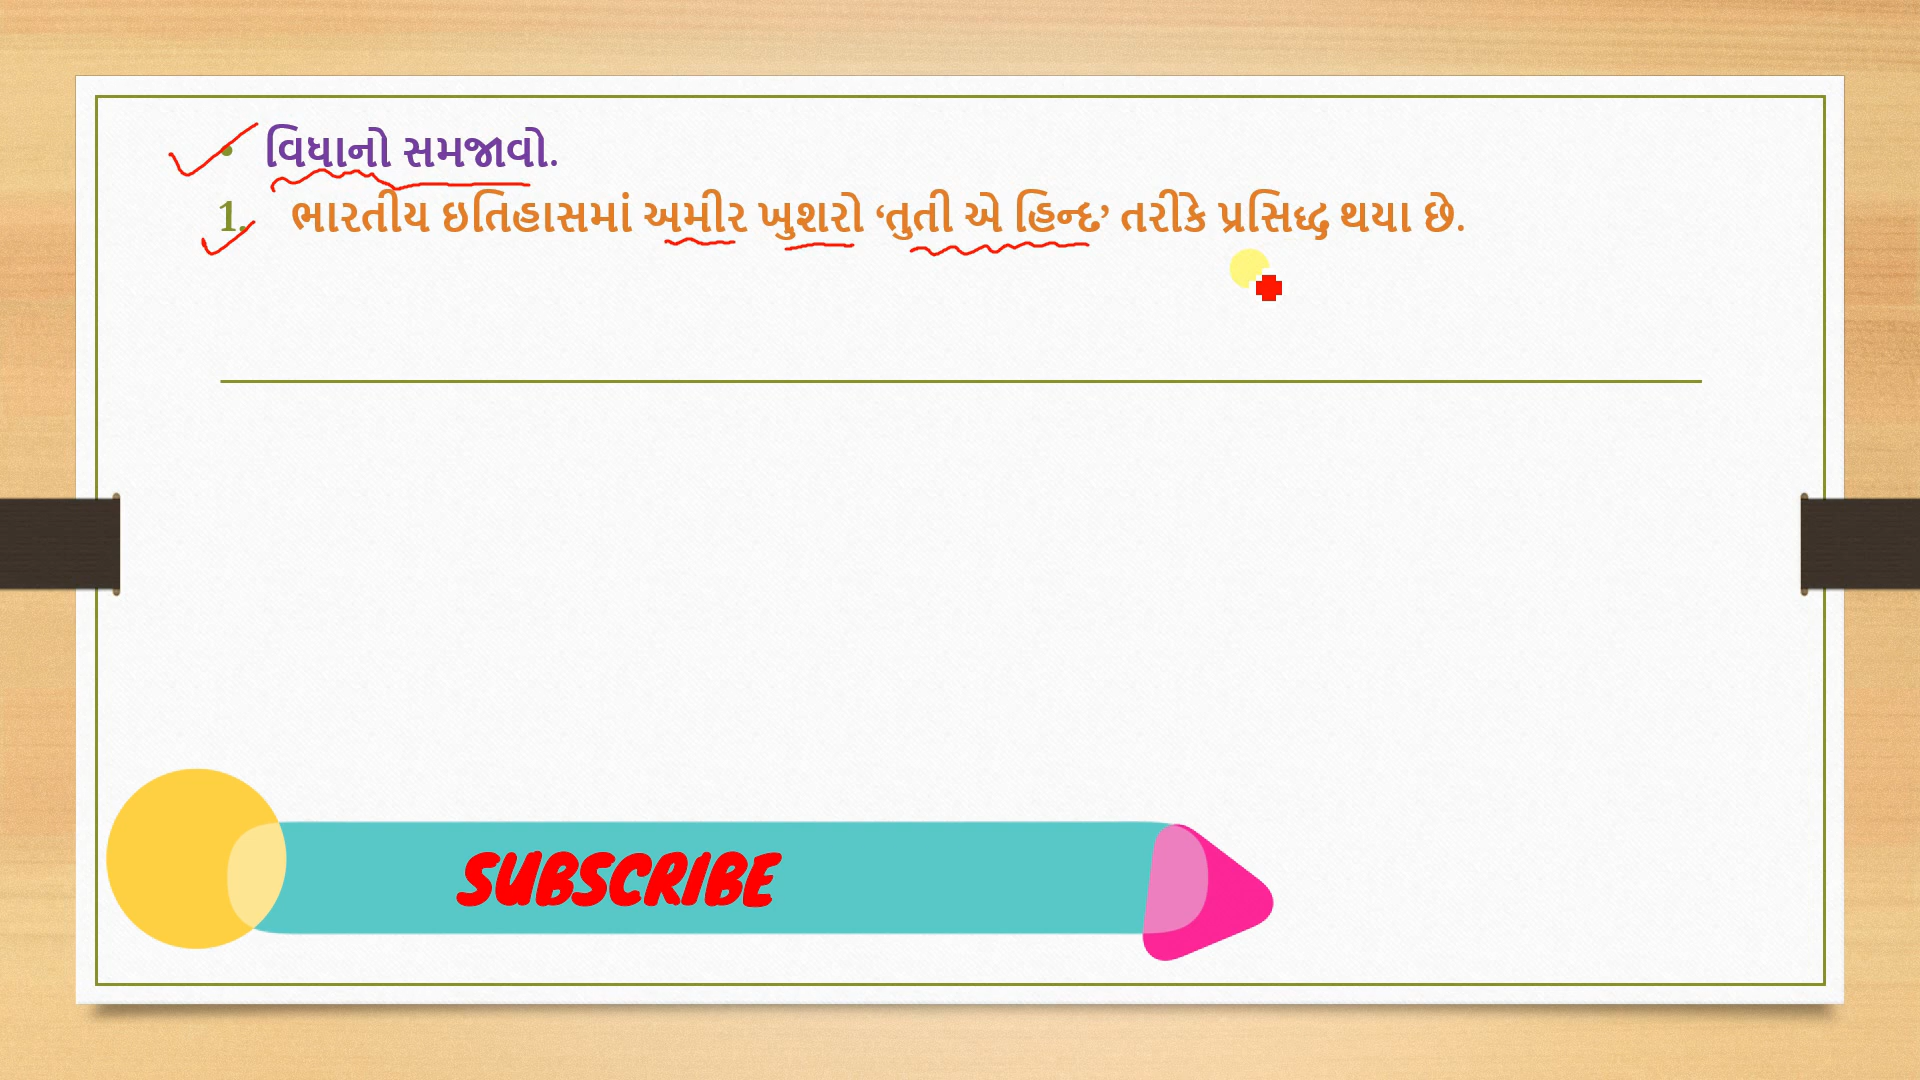 • વિધાનો સમજાવો.
1. ભારતીય ઇતિહાસમાં અમીર ખુશરો ‘તુતી એ હિન્દ’ તરીકે પ્રસિદ્ધ થયા છે.
SUBSCRIBE